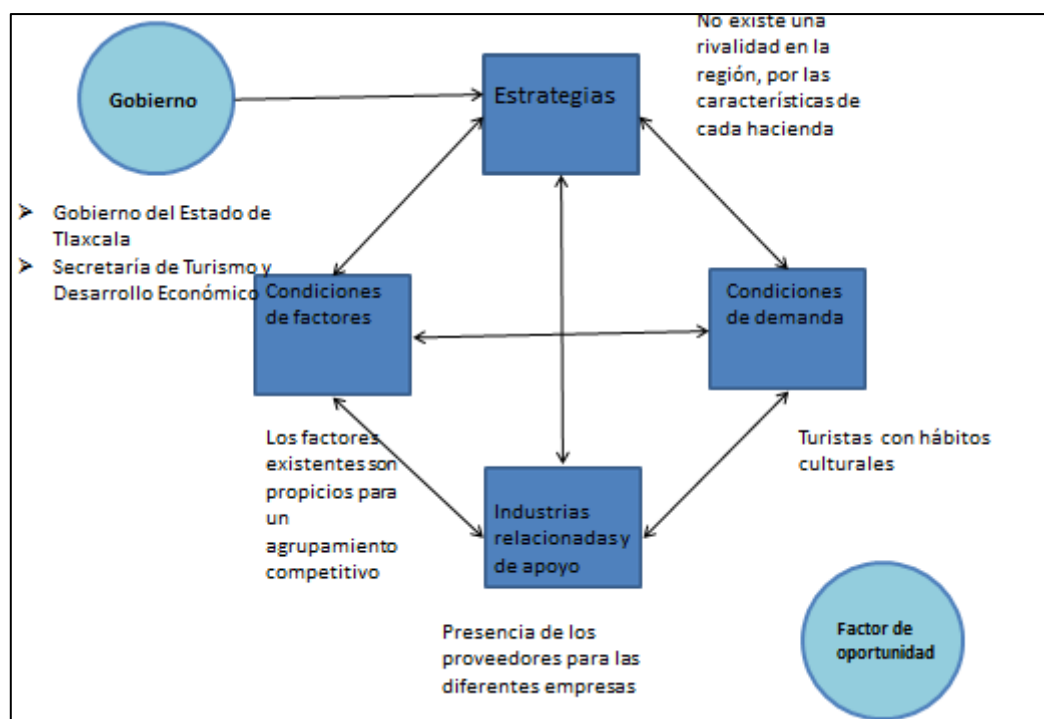 Gobierno
Estrategias
No existe una
rivalidad en la
región, por las
características de
cada hacienda
➤ Gobierno del Estado de
Tlaxcala
➤ Secretaría de Turismo y
Desarrollo Económico
Condiciones
de factores
Condiciones
de demanda
Los factores
existentes son
propicios para
un
agrupamiento
competitivo
Turistas con hábitos
culturales
Industrias
relacionadas y
de apoyo
Presencia de los
proveedores para las
diferentes empresas
Factor de
oportunidad